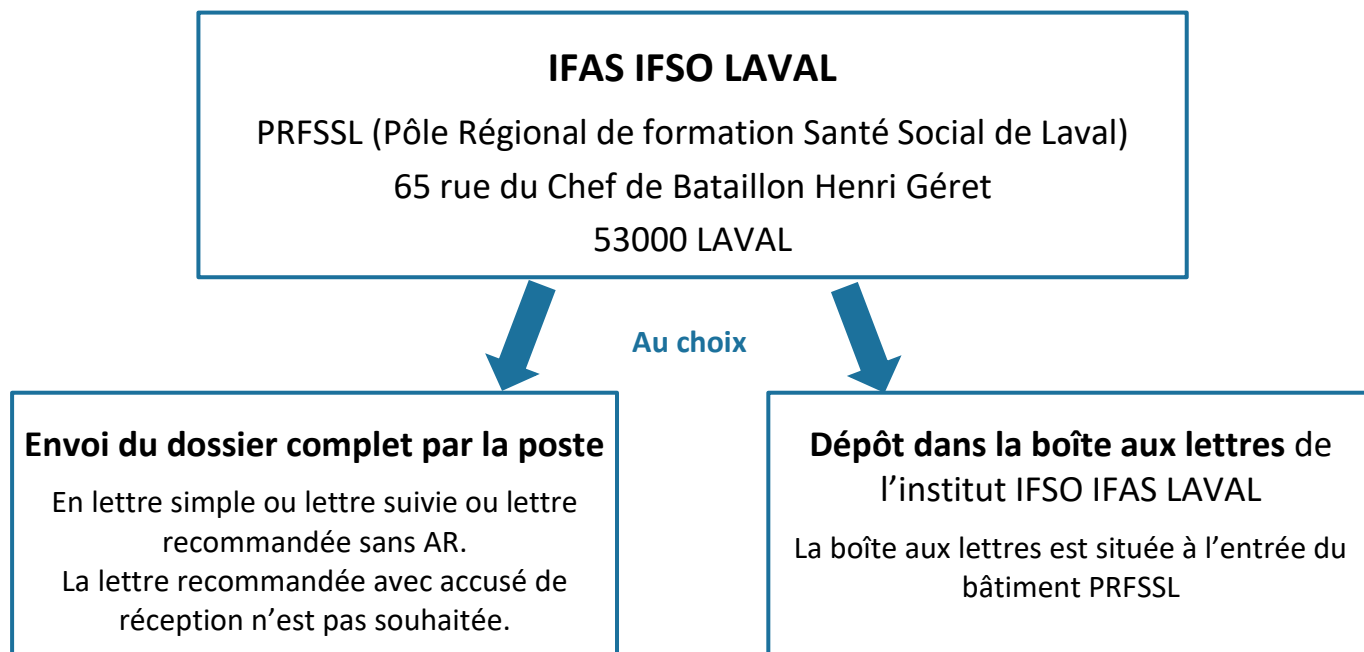 IFAS IFSO LAVAL
PRFSSL (Pôle Régional de formation Santé Social de Laval)
65 rue du Chef de Bataillon Henri Géret
53000 LAVAL
Au choix
Envoi du dossier complet par la poste
En lettre simple ou lettre suivie ou lettre
recommandée sans AR.
La lettre recommandée avec accusé de
réception n’est pas souhaitée.
Dépôt dans la boîte aux lettres de
l’institut IFSO IFAS LAVAL
La boîte aux lettres est située à l’entrée du
bâtiment PRFSSL